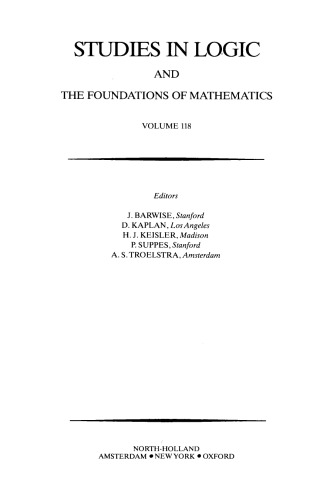 STUDIES IN LOGIC
AND
THE FOUNDATIONS OF MATHEMATICS
VOLUME 118
Editors
J. BARWISE, Stanford
D. KAPLAN, Los Angeles
H. J. KEISLER, Madison
P. SUPPES, Stanford
A. S. TROELSTRA, Amsterdam
NORTH-HOLLAND
AMSTERDAM • NEW YORK • OXFORD